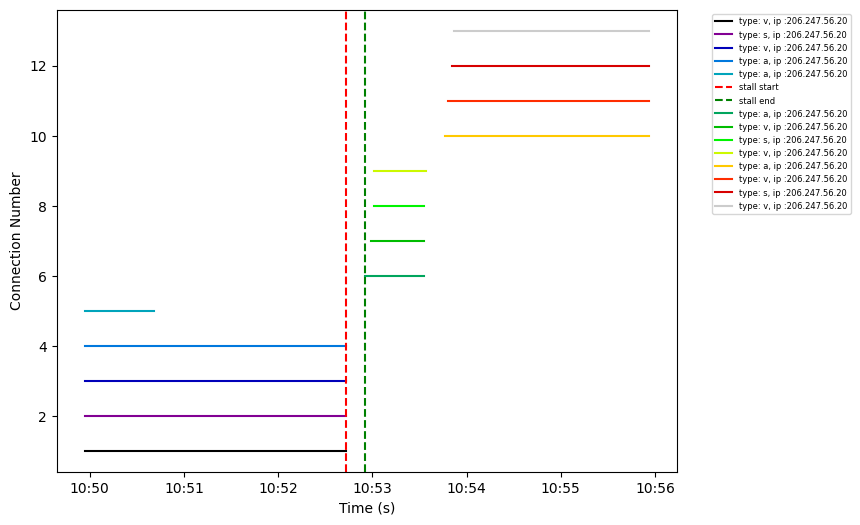 type: v, ip :206.247.56.20
type: s, ip :206.247.56.20
type: v, ip :206.247.56.20
type: a, ip :206.247.56.20
type: a, ip :206.247.56.20
stall start
stall end
type: a, ip :206.247.56.20
type: v, ip :206.247.56.20
type: s, ip :206.247.56.20
type: v, ip :206.247.56.20
type: a, ip :206.247.56.20
type: v, ip :206.247.56.20
type: s, ip :206.247.56.20
type: v, ip :206.247.56.20
Connection Number
12
10
8
6
4
2
10:50 10:51 10:52 10:53 10:54 10:55 10:56
Time (s)